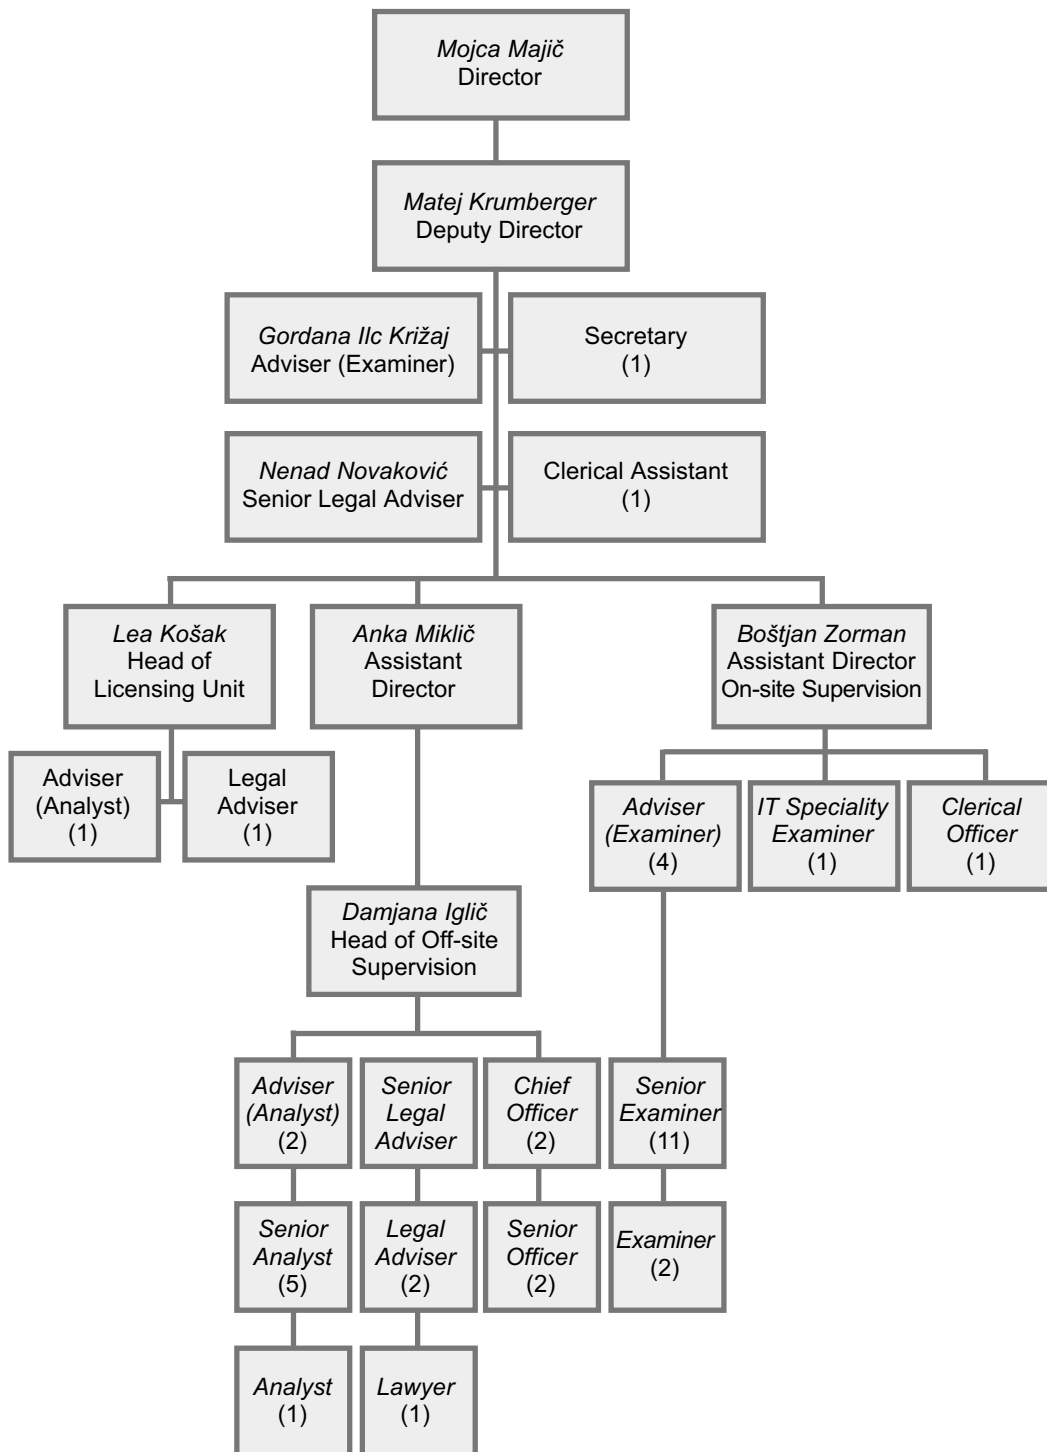 Mojca Majič
Director
Matej Krumberger
Deputy Director
Gordana Ilc Križaj
Adviser (Examiner)
Secretary
(1)
Nenad Novaković
Senior Legal Adviser
Clerical Assistant
(1)
Lea Košak
Head of
Licensing Unit
Anka Miklič
Assistant
Director
Boštjan Zorman
Assistant Director
On-site Supervision
Adviser
(Analyst)
(1)
Legal
Adviser
(1)
Adviser
(Examiner)
(4)
IT Speciality
Examiner
(1)
Clerical
Officer
(1)
Damjana Iglič
Head of Off-site
Supervision
Adviser
(Analyst)
(2)
Senior
Legal
Adviser
Chief
Officer
(2)
Senior
Examiner
(11)
Senior
Analyst
(5)
Legal
Adviser
(2)
Senior
Officer
(2)
Examiner
(2)
Analyst
(1)
Lawyer
(1)